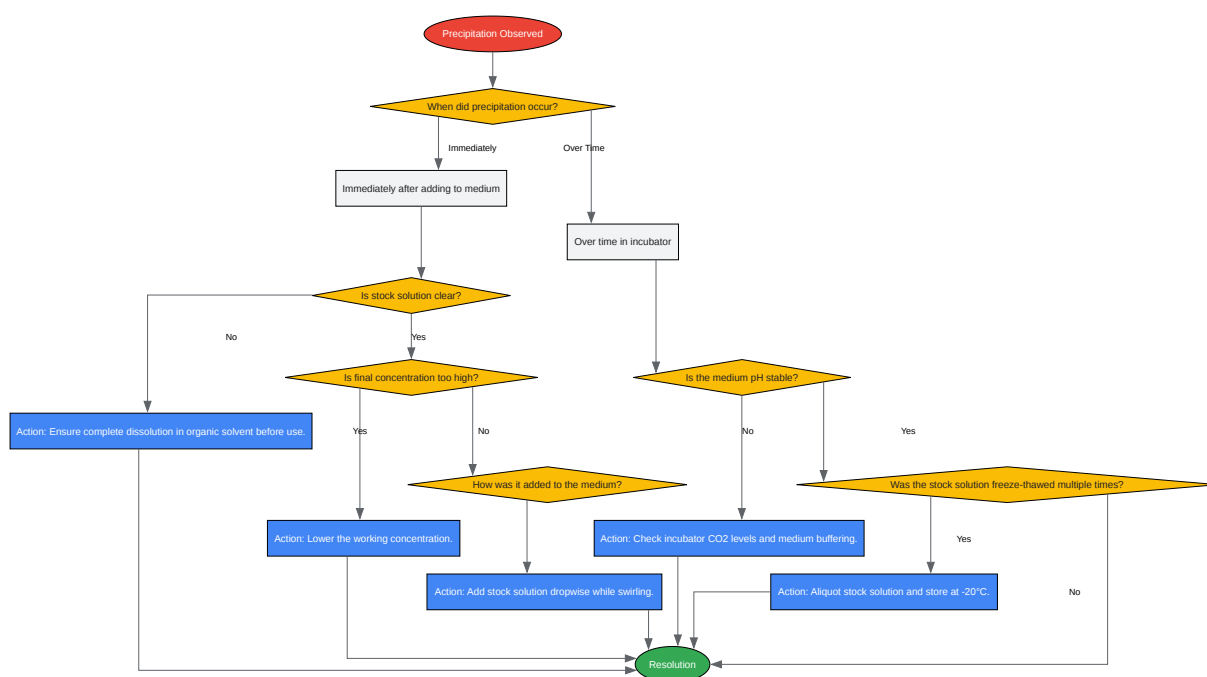 Precipitation Observed
When did precipitation occur?
Immediately
Over Time
Immediately after adding to medium
Over time in incubator
Is stock solution clear?
No
Yes
Is final concentration too high?
Is the medium pH stable?
Action: Ensure complete dissolution in organic solvent before use.
Yes
No
No
Yes
How was it added to the medium?
Was the stock solution freeze-thawed multiple times?
Action: Lower the working concentration.
Action: Check incubator CO2 levels and medium buffering.
Yes
Action: Add stock solution dropwise while swirling.
Action: Aliquot stock solution and store at -20°C.
No
Resolution